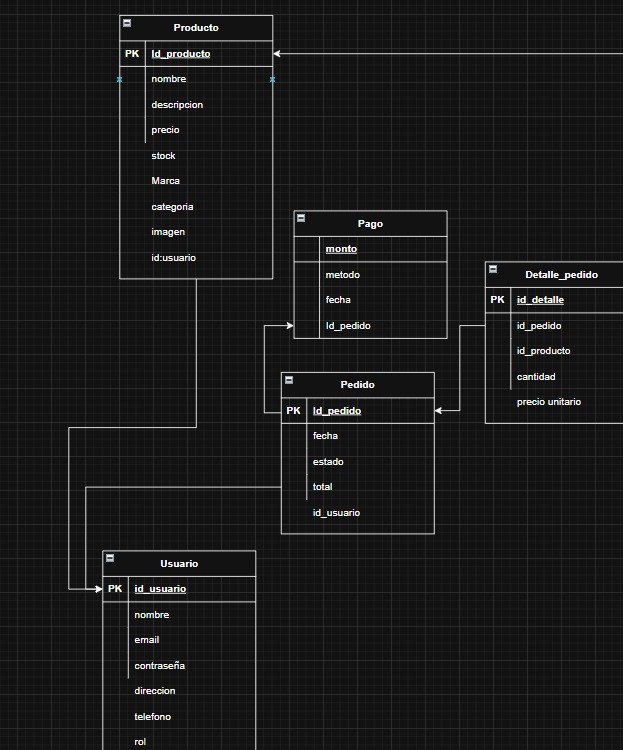 Producto
PK Id_producto
nombre
descripcion
precio
stock
Marca
categoria
imagen
id:usuario
Pago
monto
metodo
fecha
Id_pedido
Detalle_pedido
PK id_detalle
id_pedido
id_producto
cantidad
precio unitario
Pedido
PK Id_pedido
fecha
estado
total
id_usuario
Usuario
PK id_usuario
nombre
email
contraseña
direccion
telefono
rol